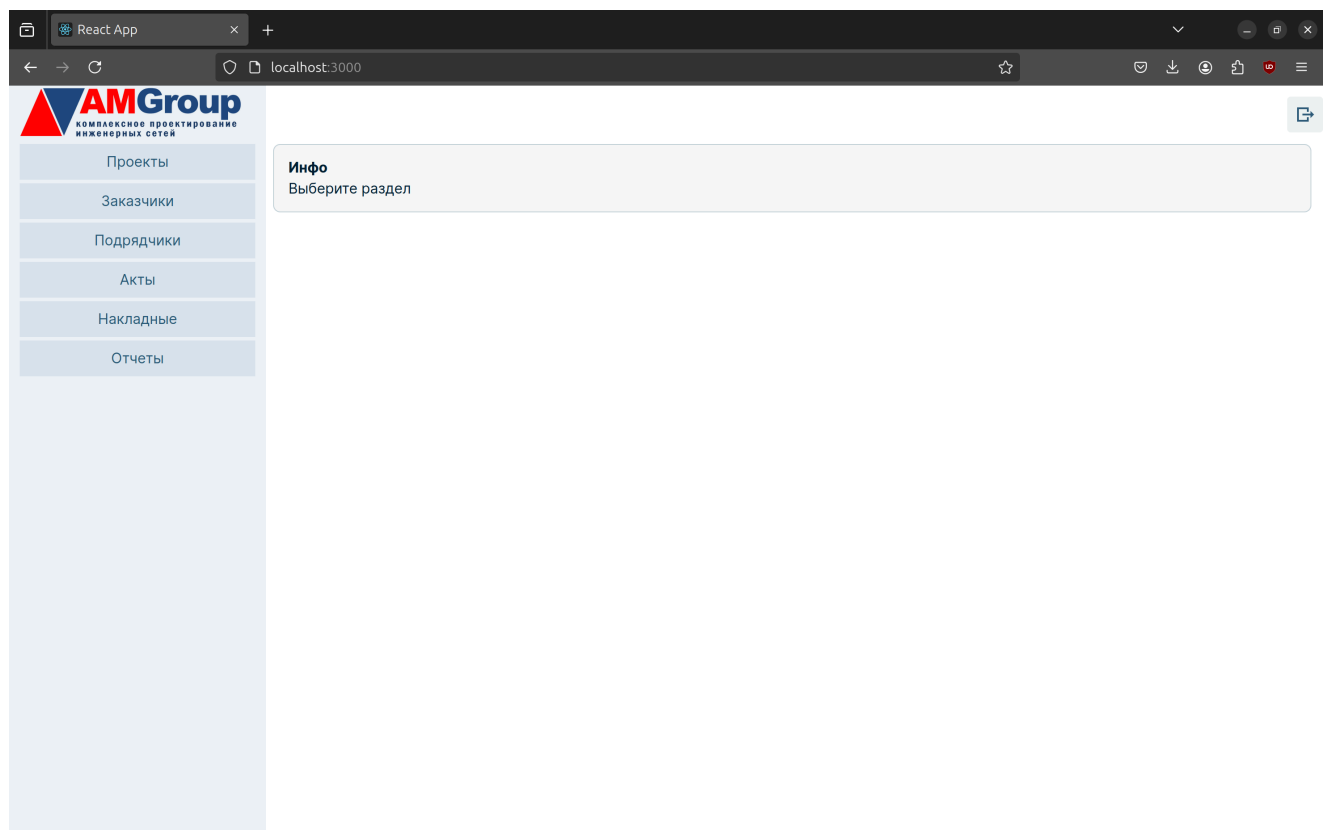 React App
localhost:3000
AMGroup
комплексное проектирование
инженерных сетей
Проекты
Заказчики
Подрядчики
Акты
Накладные
Отчеты
Инфо
Выберите раздел